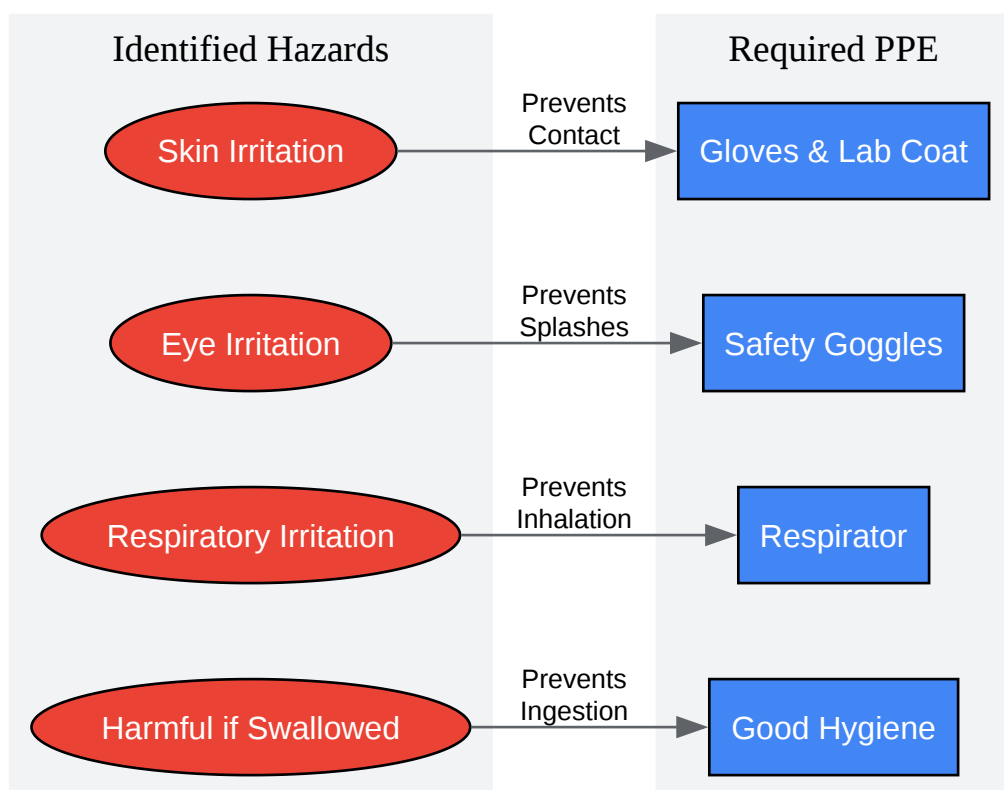 Identified Hazards
Required PPE
Skin Irritation
Prevents
Contact
Gloves & Lab Coat
Eye Irritation
Prevents
Splashes
Safety Goggles
Respiratory Irritation
Prevents
Inhalation
Respirator
Harmful if Swallowed
Prevents
Ingestion
Good Hygiene